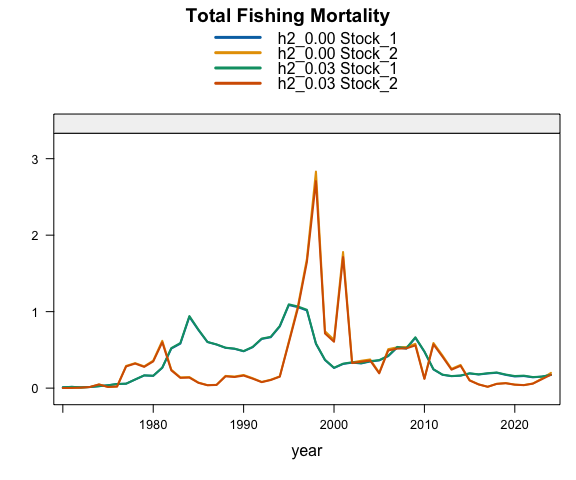 Total Fishing Mortality
h2_0.00 Stock_1
h2_0.00 Stock_2
h2_0.03 Stock_1
h2_0.03 Stock_2
3
2
1
0
1980 1990 2000 2010 2020
year